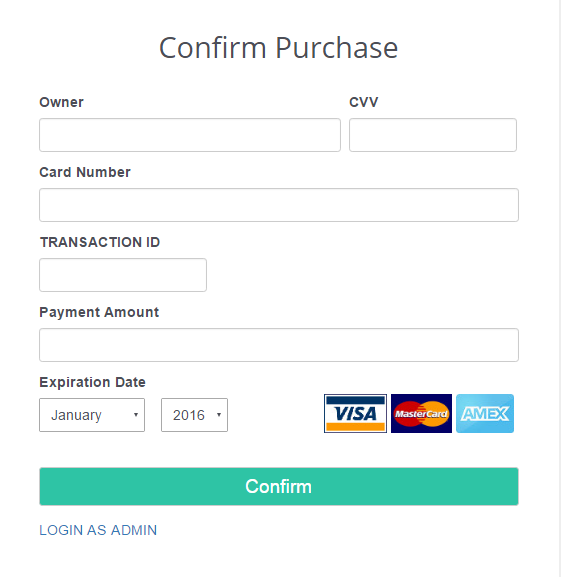 Confirm Purchase
Owner CVV
Card Number
TRANSACTION ID
Payment Amount
Expiration Date
January 2016 VISA MasterCard AMEX
Confirm
LOGIN AS ADMIN